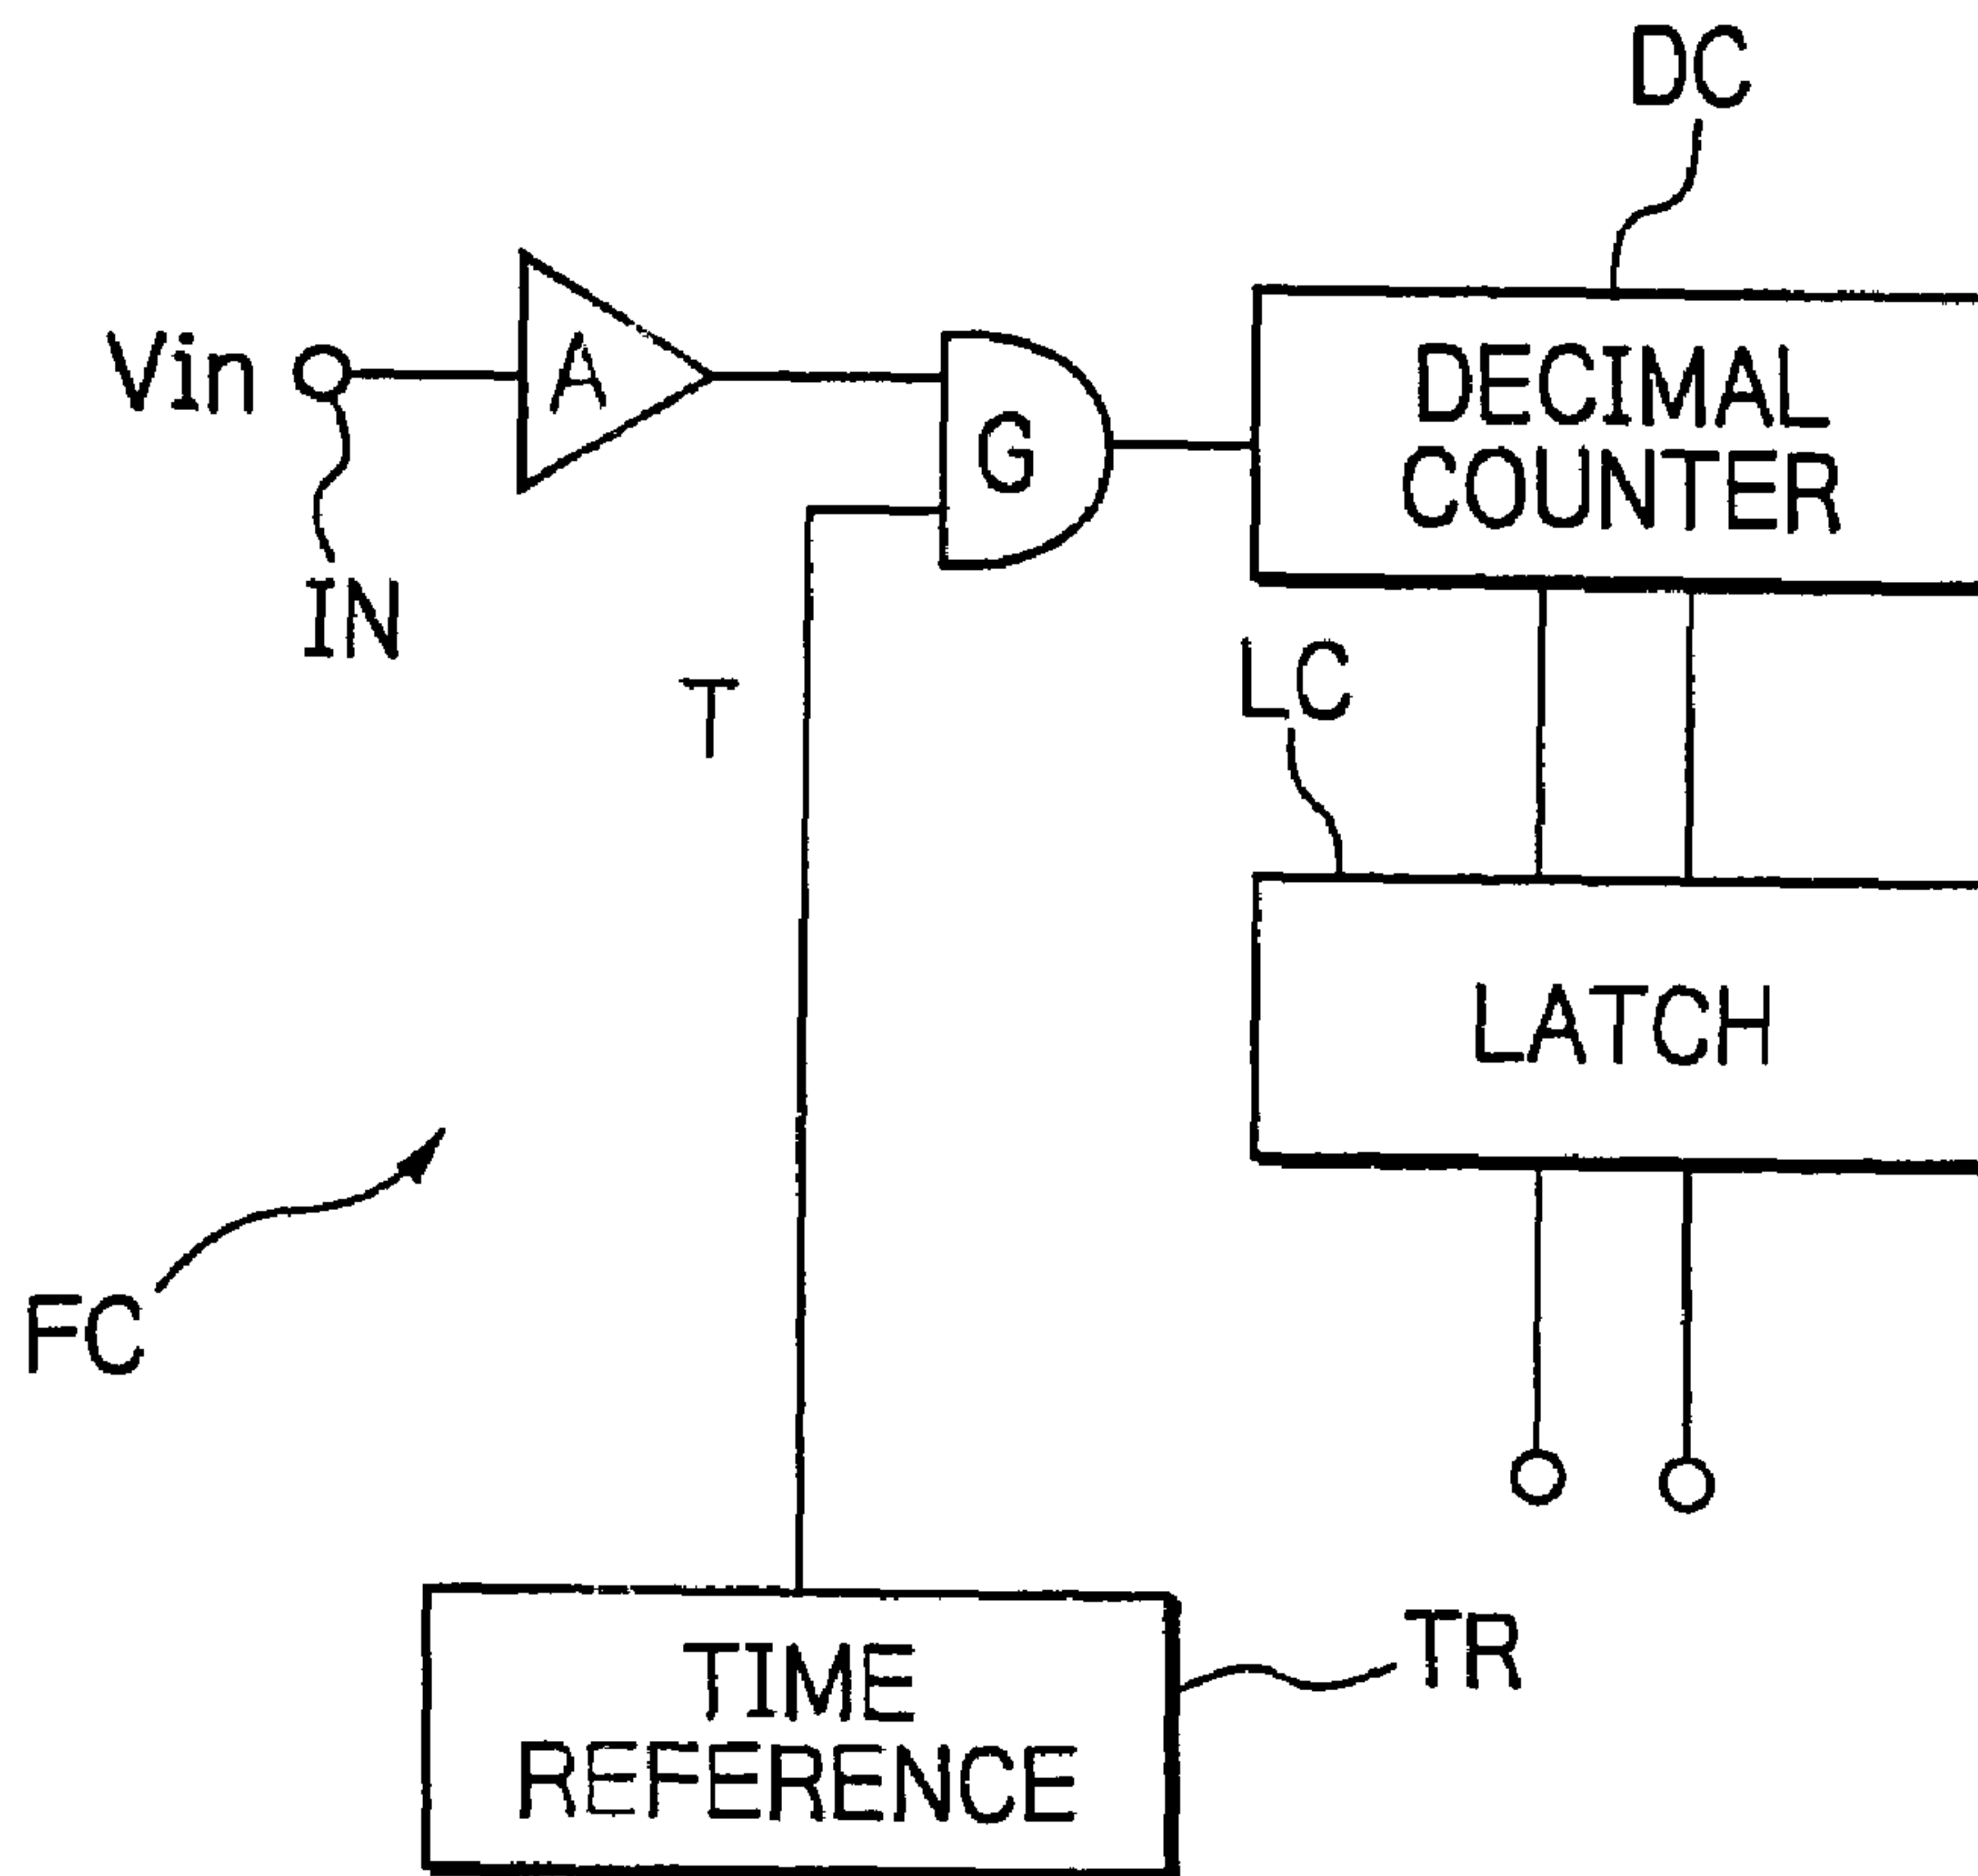 DC
Vin
A
G
DECIMAL
COUNTER
IN
T
LC
LATCH
FC
TIME
REFERENCE
TR